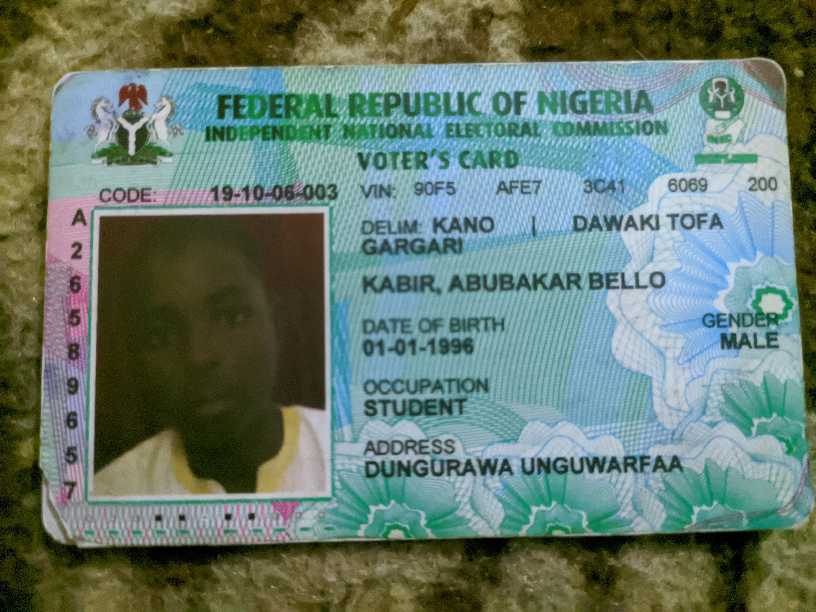 FEDERAL REPUBLIC OF NIGERIA
INDEPENDENT NATIONAL ELECTORAL COMMISSION
VOTER'S CARD
CODE: 19-10-06-003 VIN: 90F5 AFE7 3C41 6069 200
DELIM: KANO | DAWAKI TOFA
GARGARI
KABIR, ABUBAKAR BELLO
DATE OF BIRTH
01-01-1996
GENDER
MALE
OCCUPATION
STUDENT
ADDRESS
DUNGURAWA UNGUWARFAA
A
2
6
5
8
9
6
5
7